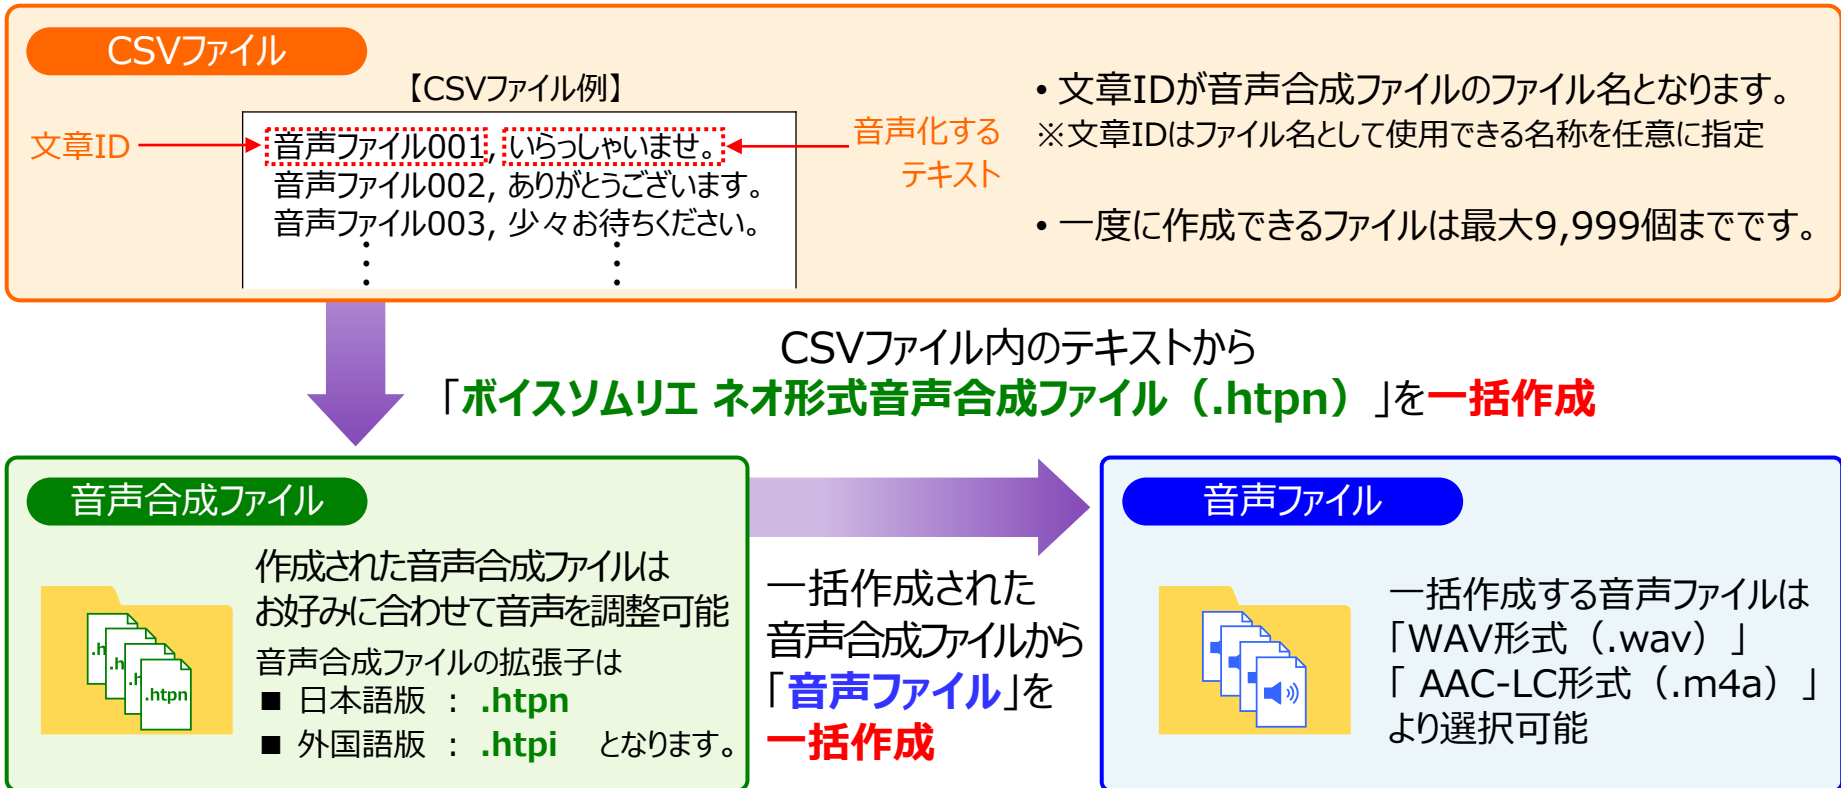 CSVファイル
【CSVファイル例】
文章ID
音声ファイル001, いらっしゃいませ。
音声ファイル002, ありがとうございます。
音声ファイル003, 少々お待ちください。
音声化する
テキスト
• 文章IDが音声合成ファイルのファイル名となります。
※文章IDはファイル名として使用できる名称を任意に指定
• 一度に作成できるファイルは最大9,999個までです。
CSVファイル内のテキストから
「ボイスソムリエ ネオ形式音声合成ファイル（.htpn）」を一括作成
音声合成ファイル
作成された音声合成ファイルは
お好みに合わせて音声を調整可能
音声合成ファイルの拡張子は
■ 日本語版 ： .htpn
■ 外国語版 ： .htpi となります。
.h
.h
.h
.htpn
一括作成された
音声合成ファイルから
「音声ファイル」を
一括作成
音声ファイル
一括作成する音声ファイルは
「WAV形式（.wav）」
「 AAC-LC形式（.m4a）」
より選択可能